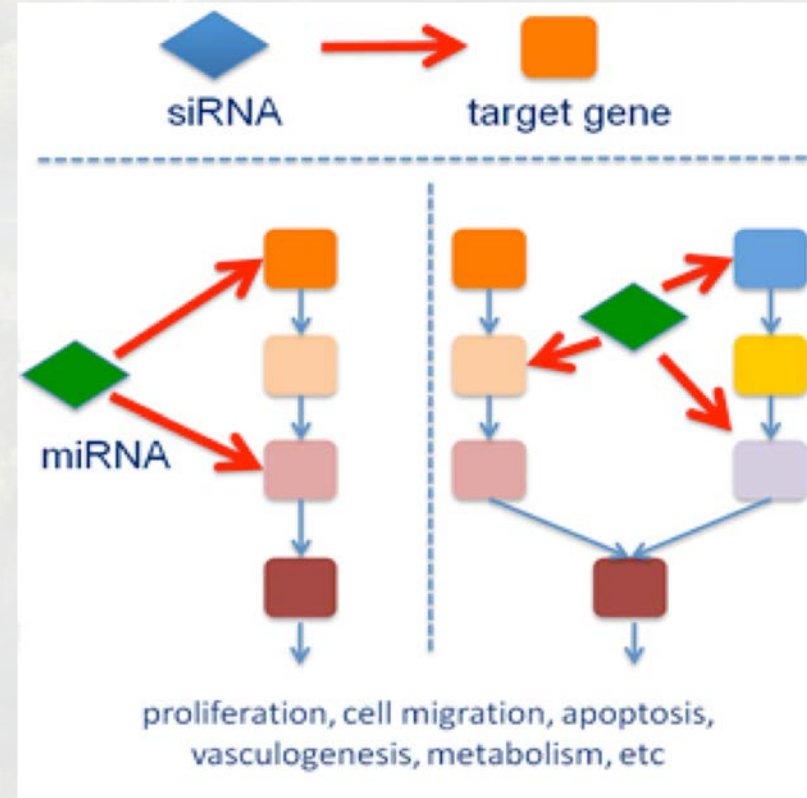 siRNA
target gene
miRNA
proliferation, cell migration, apoptosis,
vasculogenesis, metabolism, etc